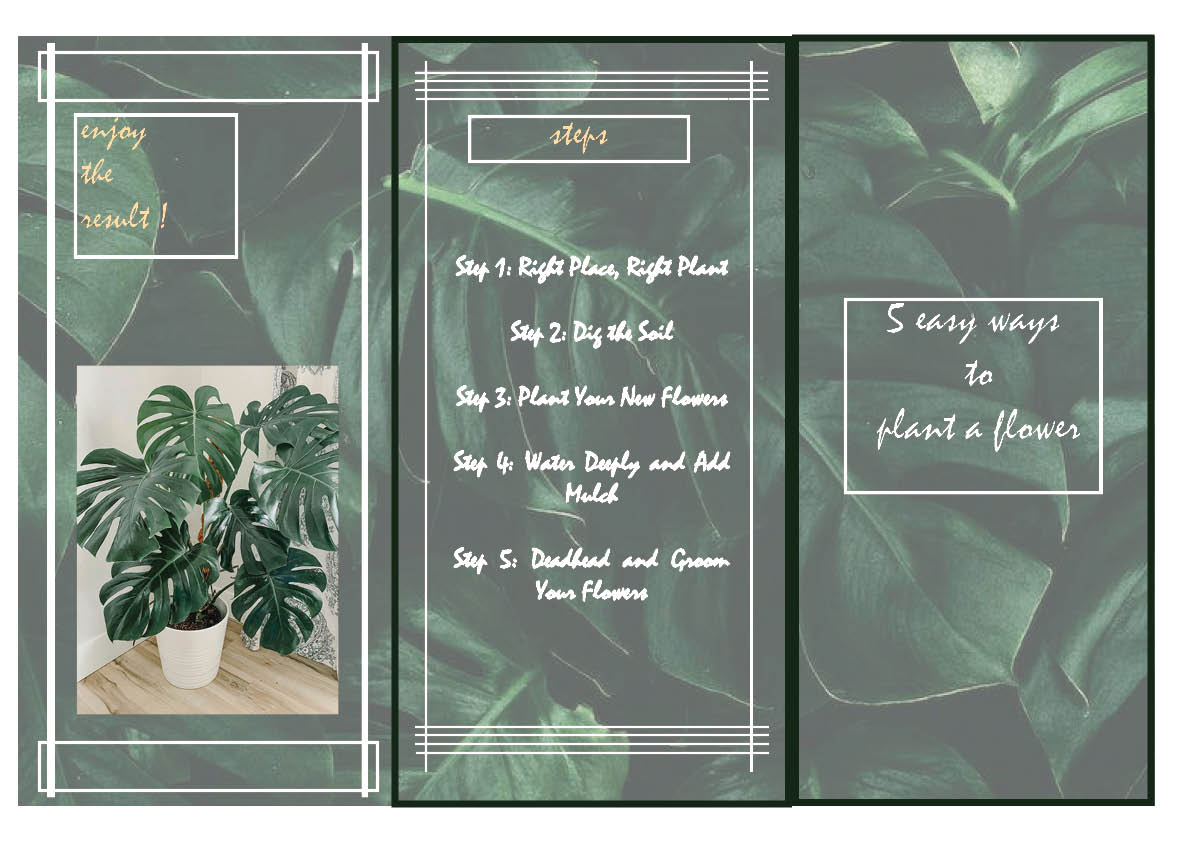 enjoy
the
result !
steps
Step 1: Right Place, Right Plant
Step 2: Dig the Soil
Step 3: Plant Your New Flowers
Step 4: Water Deeply and Add
Mulch
Step 5: Deadhead and Groom
Your Flowers
5 easy ways
to
plant a flower